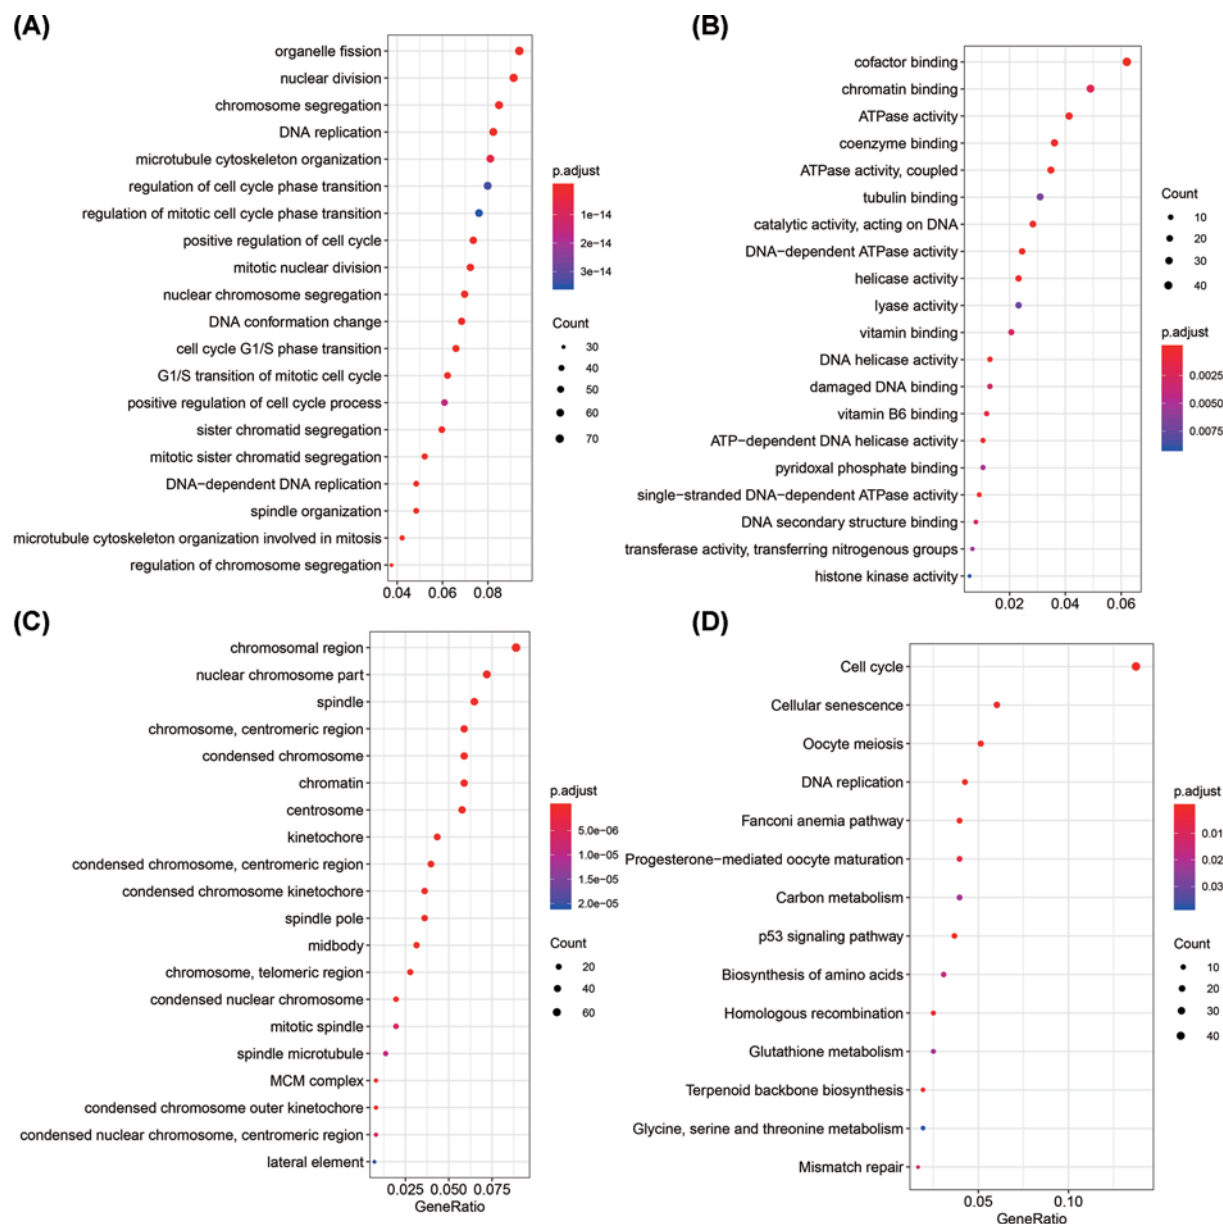 (A)
organelle fission
nuclear division
chromosome segregation
DNA replication
microtubule cytoskeleton organization
regulation of cell cycle phase transition
regulation of mitotic cell cycle phase transition
positive regulation of cell cycle
mitotic nuclear division
nuclear chromosome segregation
DNA conformation change
cell cycle G1/S phase transition
G1/S transition of mitotic cell cycle
positive regulation of cell cycle process
sister chromatid segregation
mitotic sister chromatid segregation
DNA−dependent DNA replication
spindle organization
microtubule cytoskeleton organization involved in mitosis
regulation of chromosome segregation
0.04 0.06 0.08
p.adjust
1e−14
2e−14
3e−14
Count
30
40
50
60
70
(B)
cofactor binding
chromatin binding
ATPase activity
coenzyme binding
ATPase activity, coupled
tubulin binding
catalytic activity, acting on DNA
DNA−dependent ATPase activity
helicase activity
lyase activity
vitamin binding
DNA helicase activity
damaged DNA binding
vitamin B6 binding
ATP−dependent DNA helicase activity
pyridoxal phosphate binding
single−stranded DNA−dependent ATPase activity
DNA secondary structure binding
transferase activity, transferring nitrogenous groups
histone kinase activity
0.02 0.04 0.06
Count
10
20
30
40
p.adjust
0.0025
0.0050
0.0075
(C)
chromosomal region
nuclear chromosome part
spindle
chromosome, centromeric region
condensed chromosome
chromatin
centrosome
kinetochore
condensed chromosome, centromeric region
condensed chromosome kinetochore
spindle pole
midbody
chromosome, telomeric region
condensed nuclear chromosome
mitotic spindle
spindle microtubule
MCM complex
condensed chromosome outer kinetochore
condensed nuclear chromosome, centromeric region
lateral element
0.025 0.050 0.075
GeneRatio
p.adjust
5.0e−06
1.0e−05
1.5e−05
2.0e−05
Count
20
40
60
(D)
Cell cycle
Cellular senescence
Oocyte meiosis
DNA replication
Fanconi anemia pathway
Progesterone−mediated oocyte maturation
Carbon metabolism
p53 signaling pathway
Biosynthesis of amino acids
Homologous recombination
Glutathione metabolism
Terpenoid backbone biosynthesis
Glycine, serine and threonine metabolism
Mismatch repair
0.05 0.10
GeneRatio
p.adjust
0.01
0.02
0.03
Count
10
20
30
40